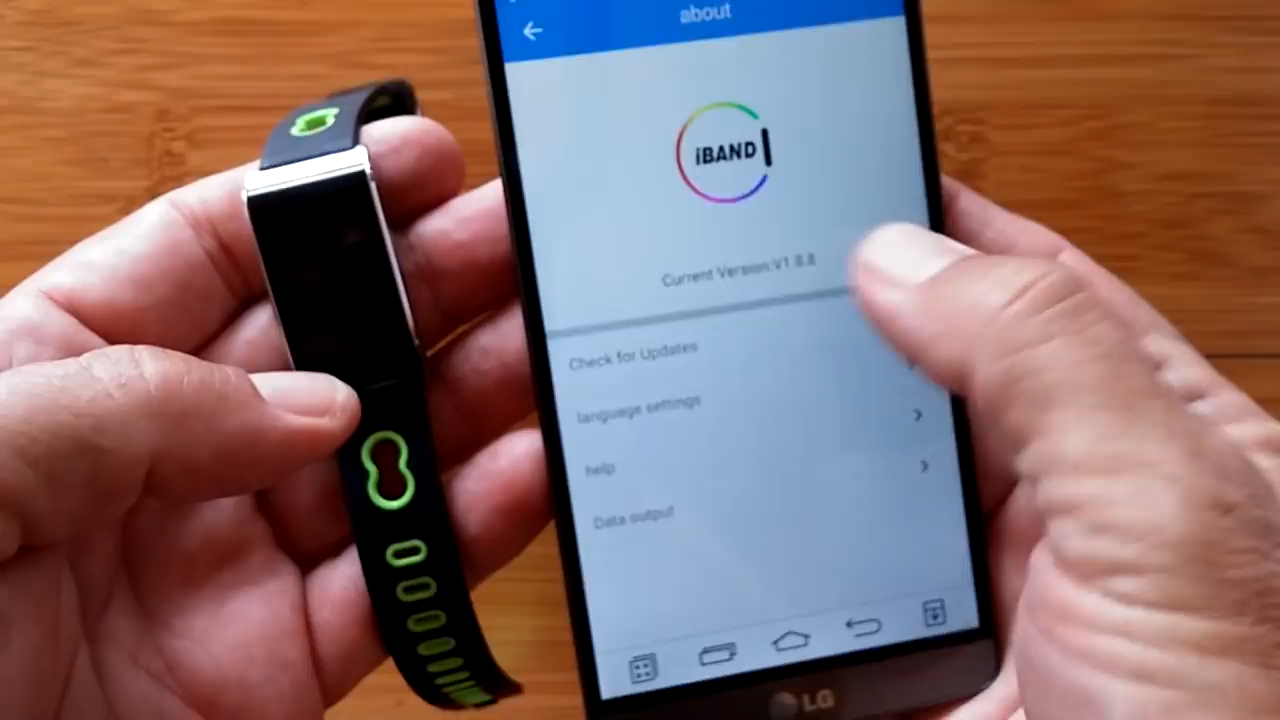 about
iBAND
Current Version:V1.8.8
Check for Updates
language settings
help
Data output
LG